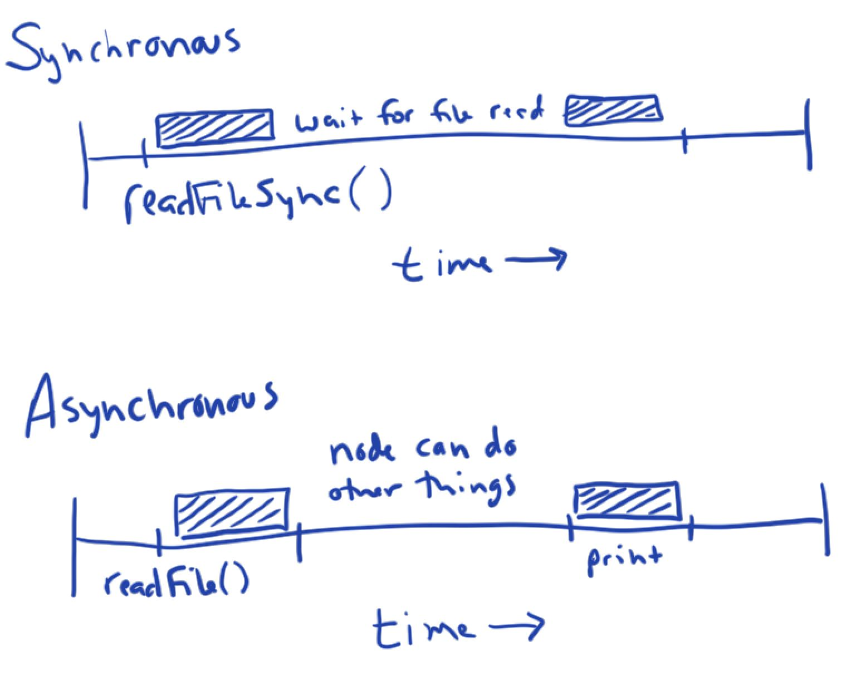 Synchronous
wait for file read
readFileSync()
time →
Asynchronous
node can do
other things
readFile()
print
time →